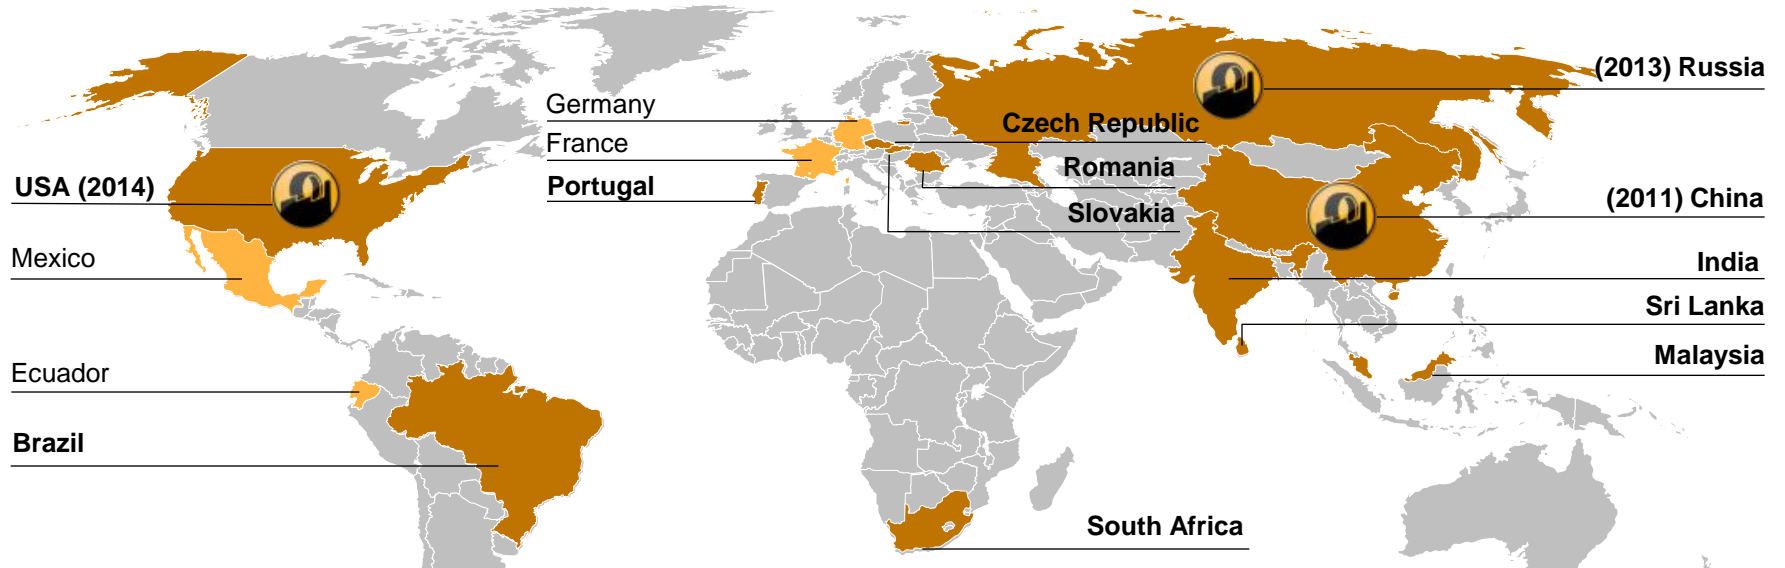 Germany
France
Portugal
USA (2014)
Mexico
Ecuador
Brazil
(2013) Russia
Czech Republic
Romania
Slovakia
(2011) China
India
Sri Lanka
Malaysia
South Africa